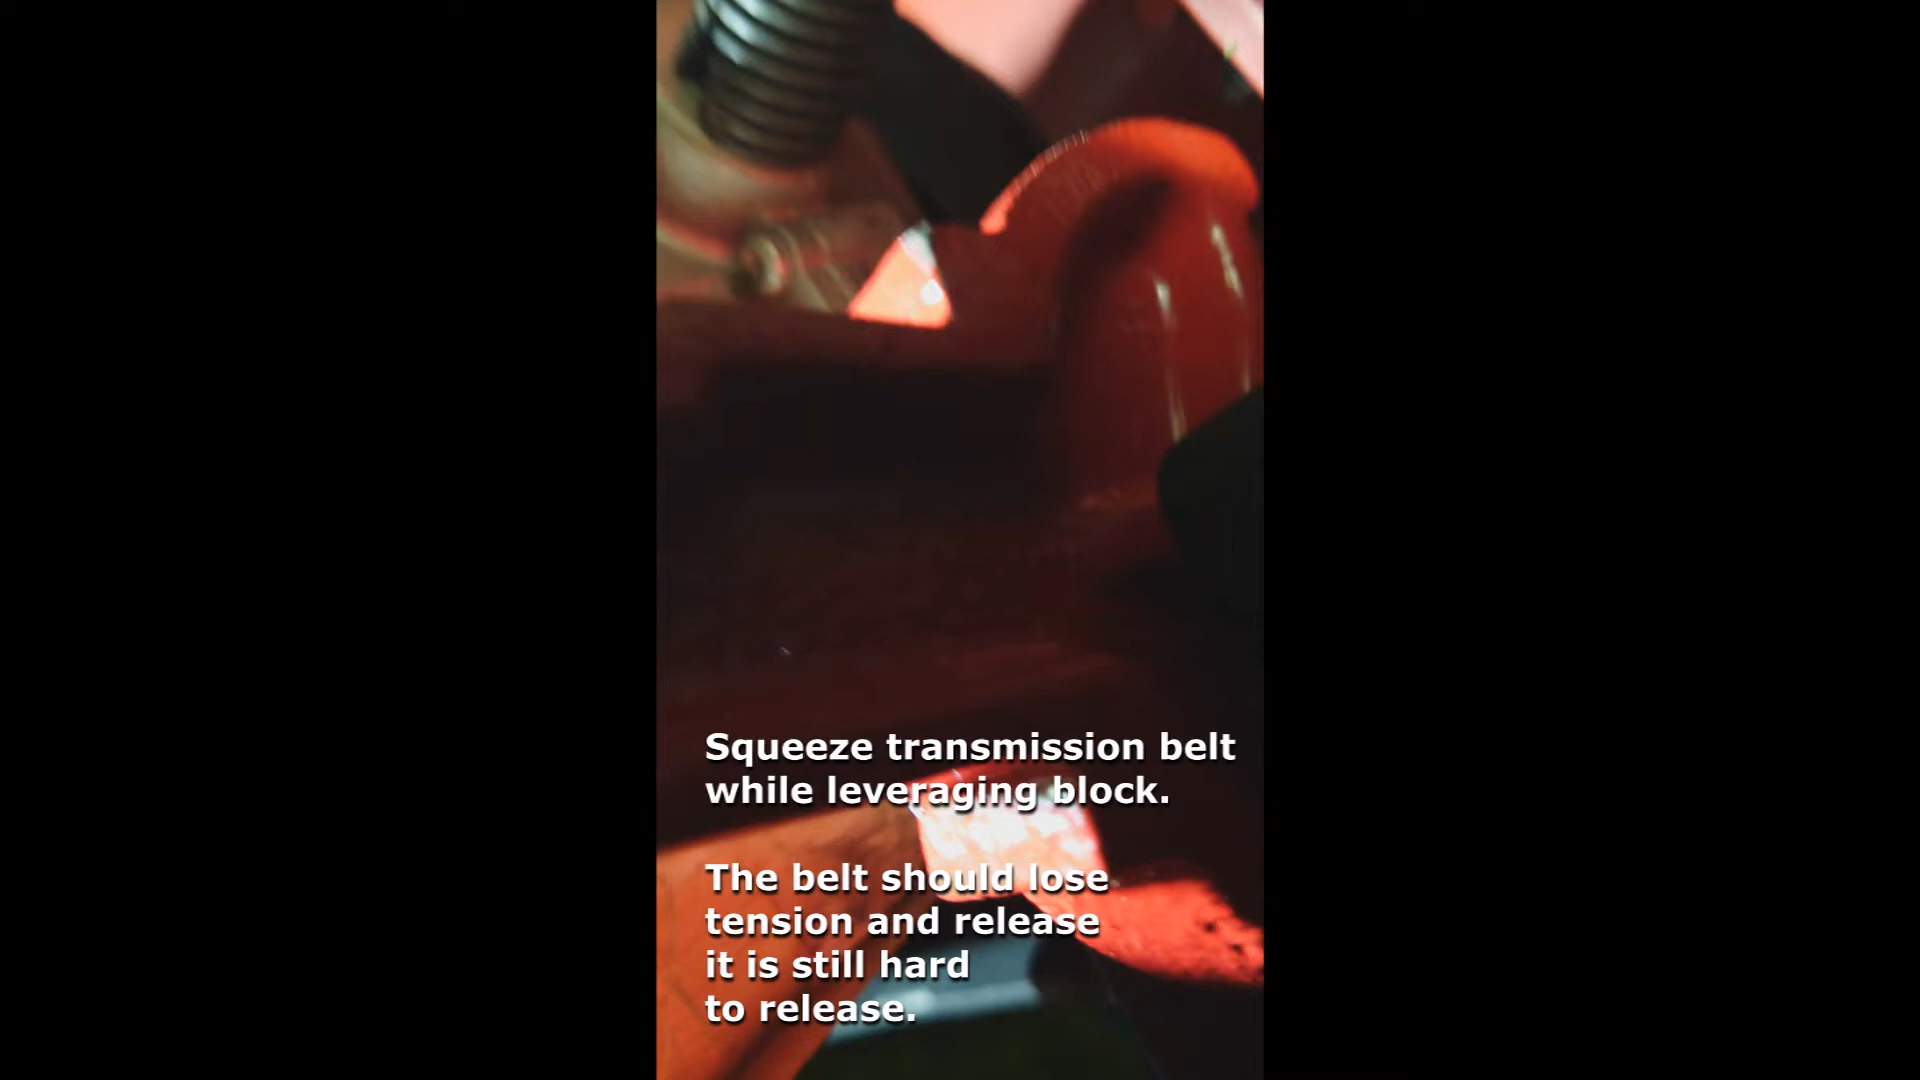 Squeeze transmission belt
while leveraging block.
The belt should lose
tension and release
it is still hard
to release.